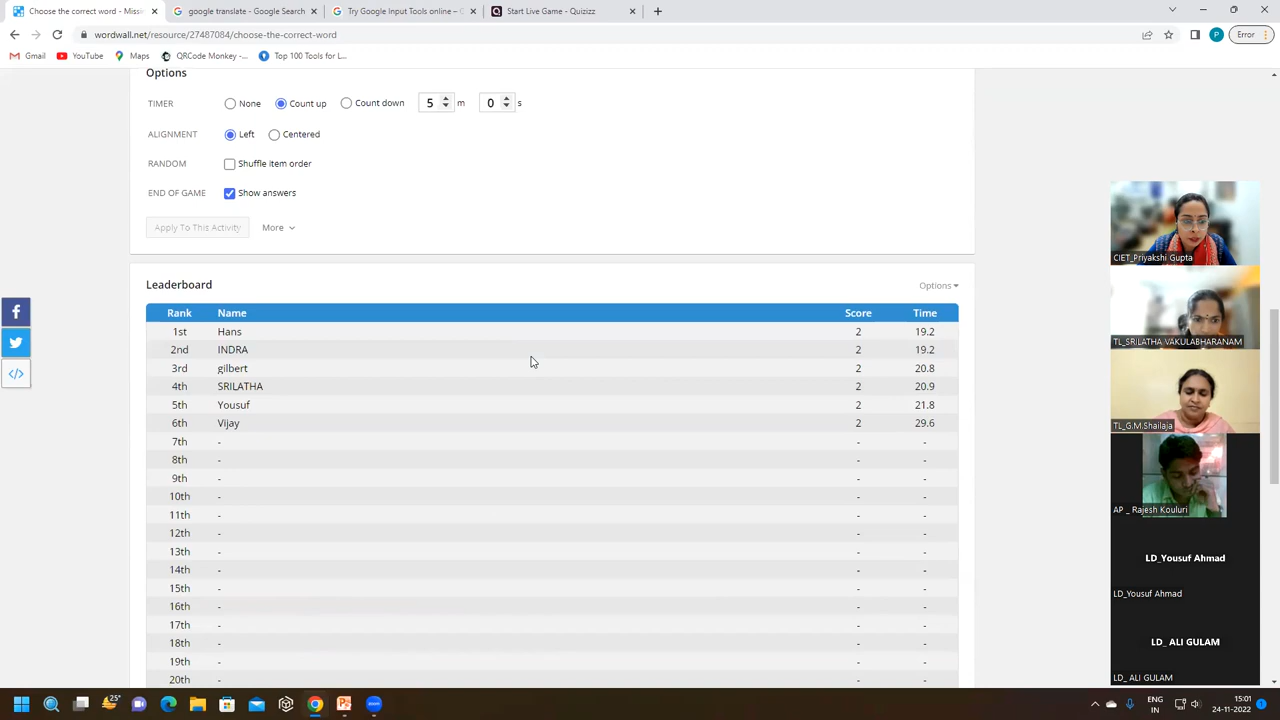 Choose the correct word - Missi
google translate - Google Search
Try Google Input Tools online – G
Start Live Game - Quizizz
wordwall.net/resource/27487084/choose-the-correct-word
P
Error
Gmail
YouTube
Maps
QRCode Monkey -...
Top 100 Tools for L...
Options
TIMER None Count up Count down 5 m 0 s
ALIGNMENT Left Centered
RANDOM Shuffle item order
END OF GAME Show answers
Apply To This Activity More
Leaderboard Options
Rank Name Score Time
1st Hans 2 19.2
2nd INDRA 2 19.2
3rd gilbert 2 20.8
4th SRILATHA 2 20.9
5th Yousuf 2 21.8
6th Vijay 2 29.6
7th - - -
8th - - -
9th - - -
10th - - -
11th - - -
12th - - -
13th - - -
14th - - -
15th - - -
16th - - -
17th - - -
18th - - -
19th - - -
20th - - -
CIET_Priyakshi Gupta
TL_SRILATHA VAKULABHARANAM
TL_G.M.Shailaja
AP _ Rajesh Kouluri
LD_Yousuf Ahmad
LD_Yousuf Ahmad
LD_ ALI GULAM
LD_ ALI GULAM
25°
ENG
IN
15:01
24-11-2022